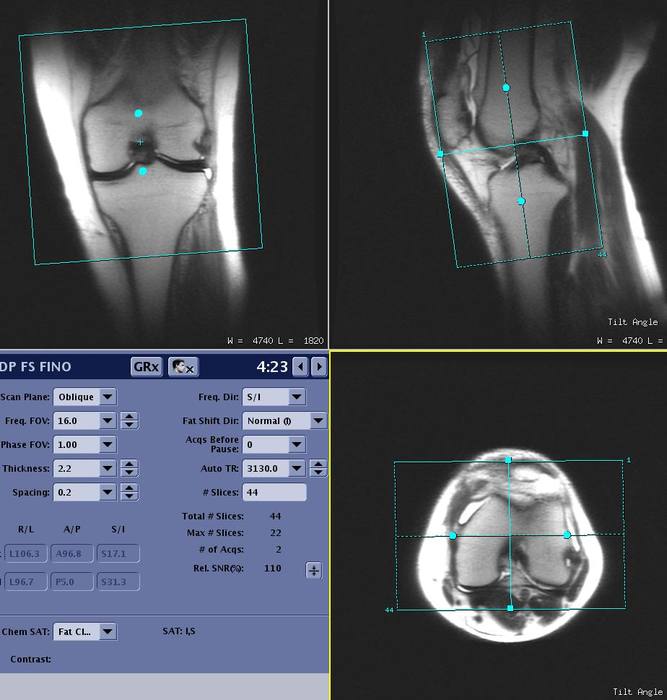 1
44
W = 4740 L = 1820
Tilt Angle
W = 4740 L =
DP FS FINO GRx 4:23
Scan Plane: Oblique Freq. Dir: S/I
Freq. FOV: 16.0 Fat Shift Dir: Normal (I)
Phase FOV: 1.00 Acqs Before Pause: 0
Thickness: 2.2 Auto TR: 3130.0
Spacing: 0.2 # Slices: 44
Total # Slices: 44
R/L A/P S/I Max # Slices: 22
# of Acqs: 2
L106.3 A96.8 S17.1
Rel. SNR(%): 110
L96.7 P5.0 S31.3
Chem SAT: Fat Cl... SAT: I,S
Contrast:
1
44
Tilt Angle